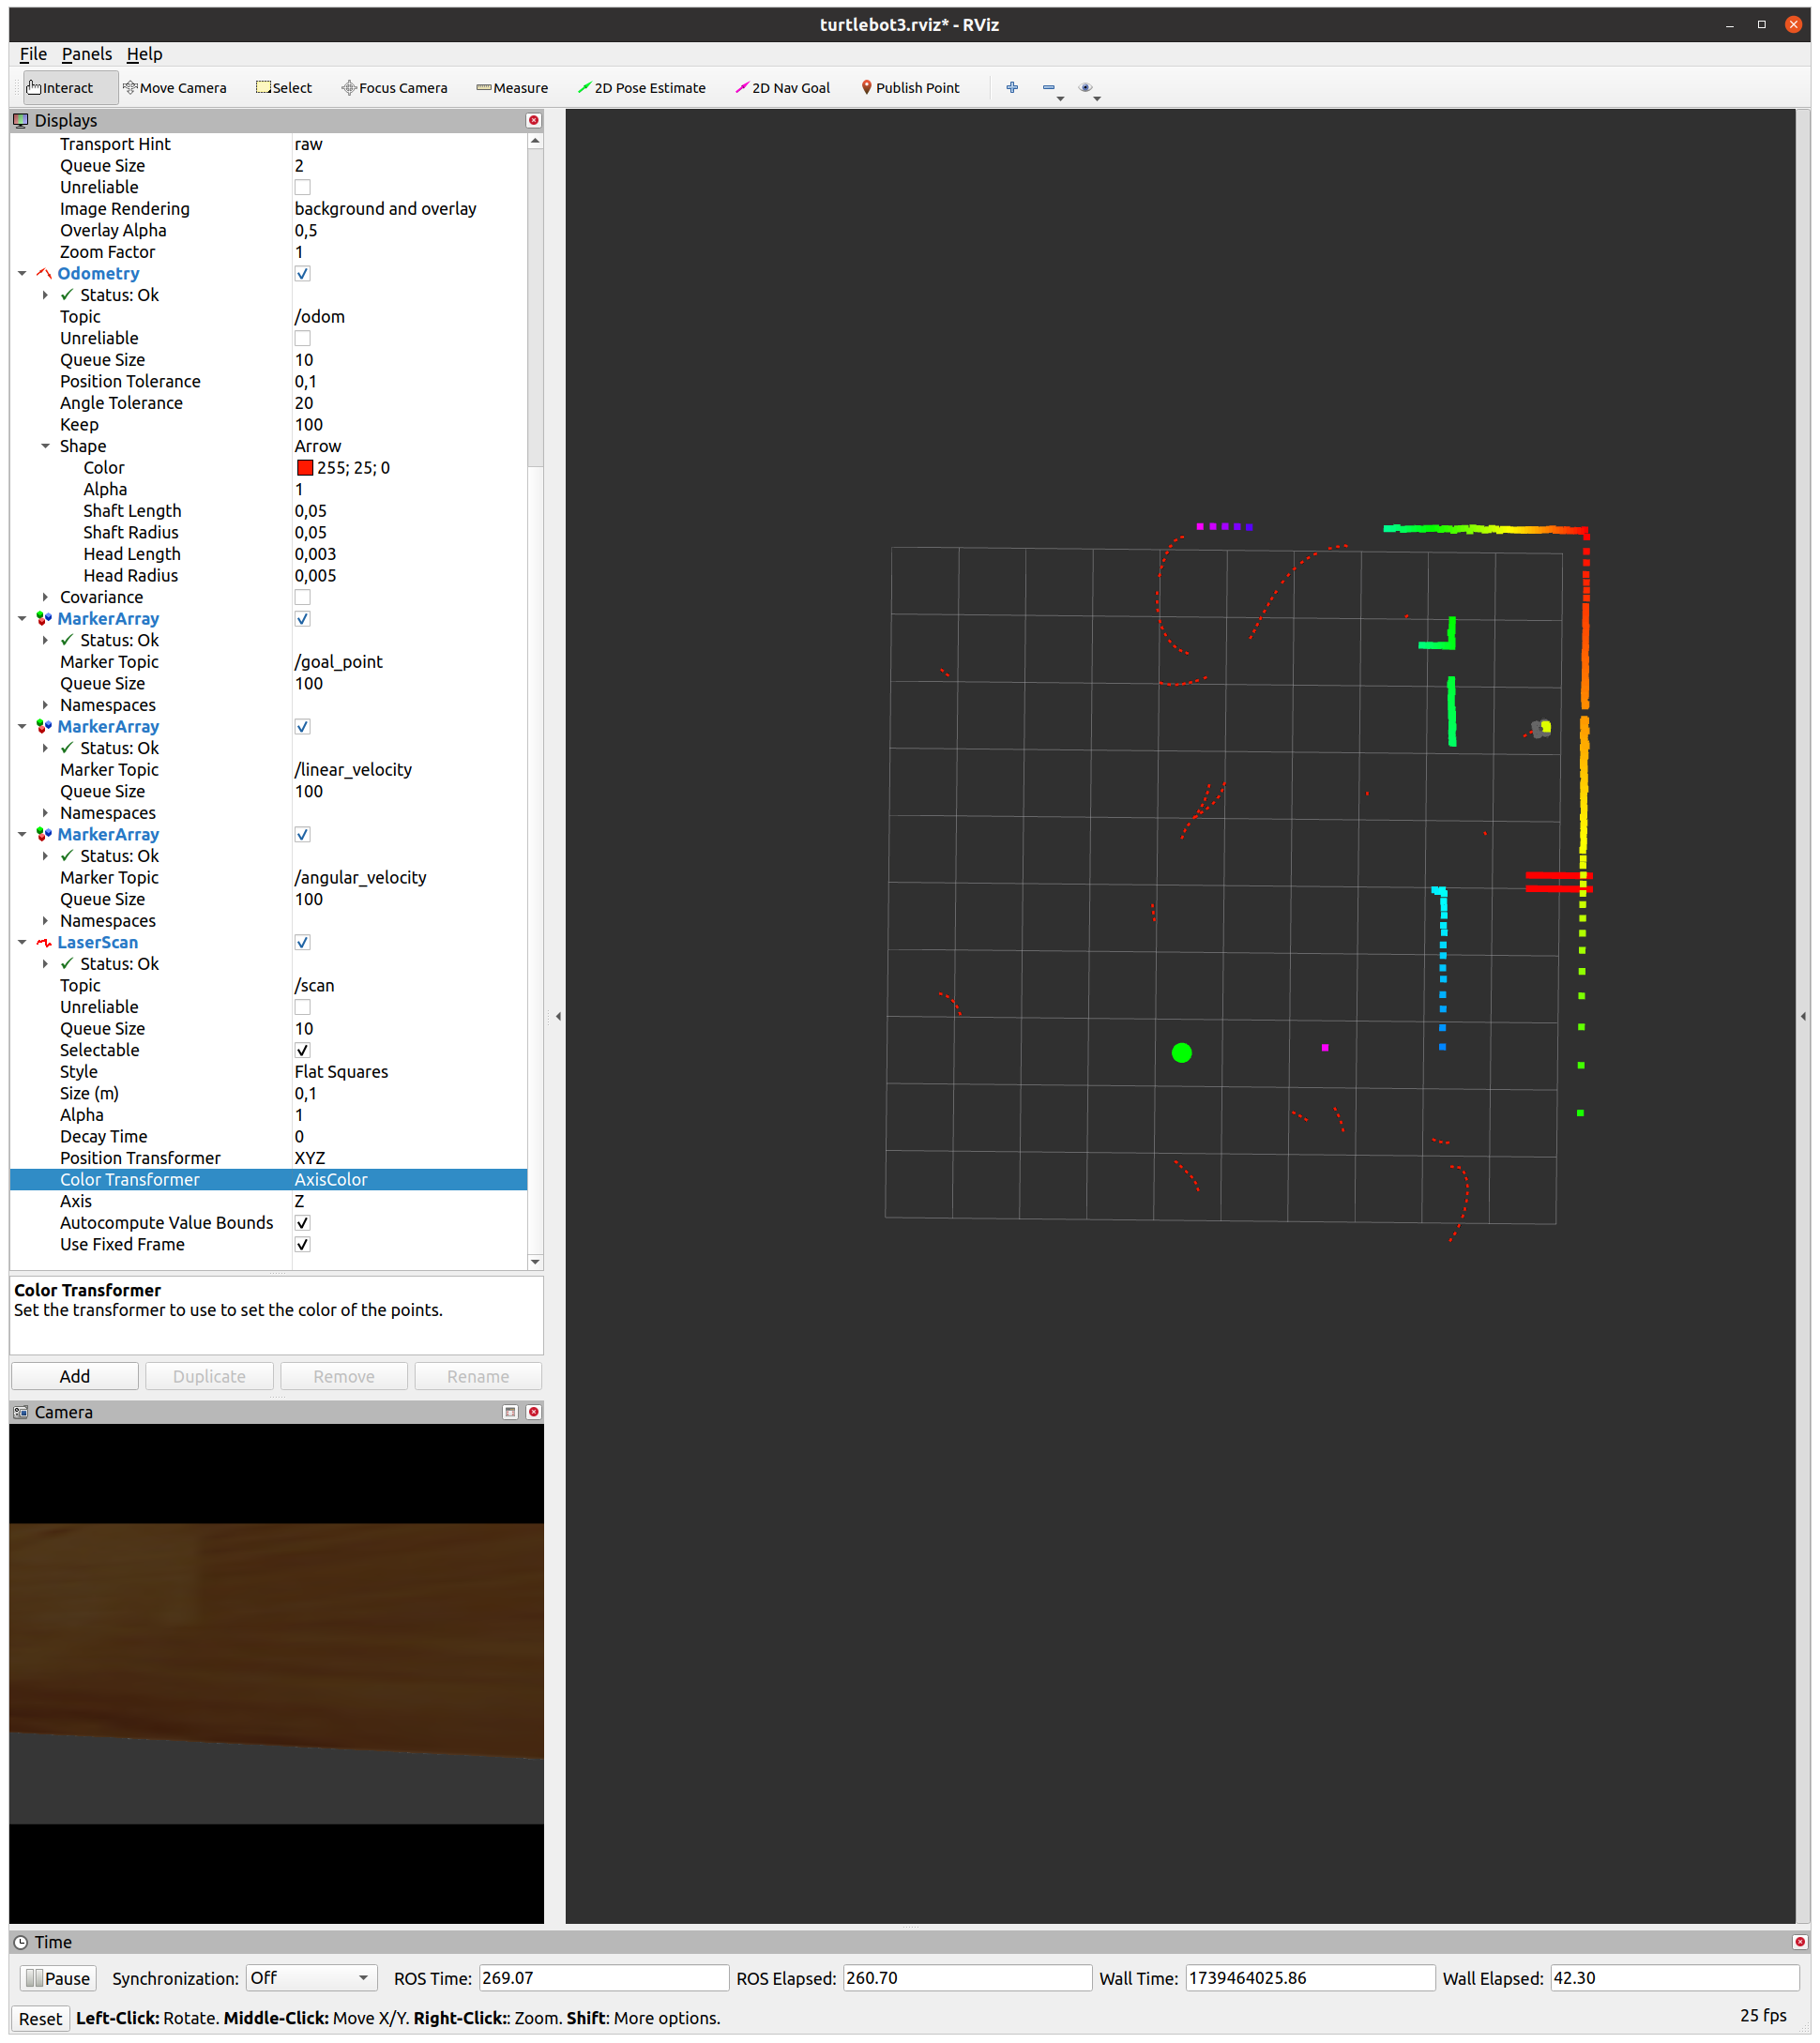 turtlebot3.rviz* - RViz
File Panels Help
Interact Move Camera Select Focus Camera Measure 2D Pose Estimate 2D Nav Goal Publish Point
Displays
Transport Hint raw
Queue Size 2
Unreliable
Image Rendering background and overlay
Overlay Alpha 0,5
Zoom Factor 1
Odometry
Status: Ok
Topic /odom
Unreliable
Queue Size 10
Position Tolerance 0,1
Angle Tolerance 20
Keep 100
Shape Arrow
Color 255; 25; 0
Alpha 1
Shaft Length 0,05
Shaft Radius 0,05
Head Length 0,003
Head Radius 0,005
Covariance
MarkerArray
Status: Ok
Marker Topic /goal_point
Queue Size 100
Namespaces
MarkerArray
Status: Ok
Marker Topic /linear_velocity
Queue Size 100
Namespaces
MarkerArray
Status: Ok
Marker Topic /angular_velocity
Queue Size 100
Namespaces
LaserScan
Status: Ok
Topic /scan
Unreliable
Queue Size 10
Selectable
Style Flat Squares
Size (m) 0,1
Alpha 1
Decay Time 0
Position Transformer XYZ
Color Transformer AxisColor
Axis Z
Autocompute Value Bounds
Use Fixed Frame
Color Transformer
Set the transformer to use to set the color of the points.
Add Duplicate Remove Rename
Camera
Time
Pause Synchronization: Off ROS Time: 269.07 ROS Elapsed: 260.70 Wall Time: 1739464025.86 Wall Elapsed: 42.30
Reset Left-Click: Rotate. Middle-Click: Move X/Y. Right-Click:: Zoom. Shift: More options. 25 fps